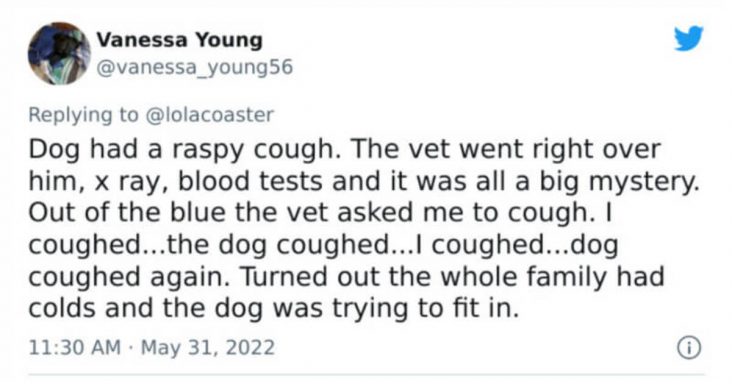 Vanessa Young
@vanessa_young56
Replying to @lolacoaster
Dog had a raspy cough. The vet went right over
him, x ray, blood tests and it was all a big mystery.
Out of the blue the vet asked me to cough. I
coughed...the dog coughed...I coughed...dog
coughed again. Turned out the whole family had
colds and the dog was trying to fit in.
11:30 AM · May 31, 2022